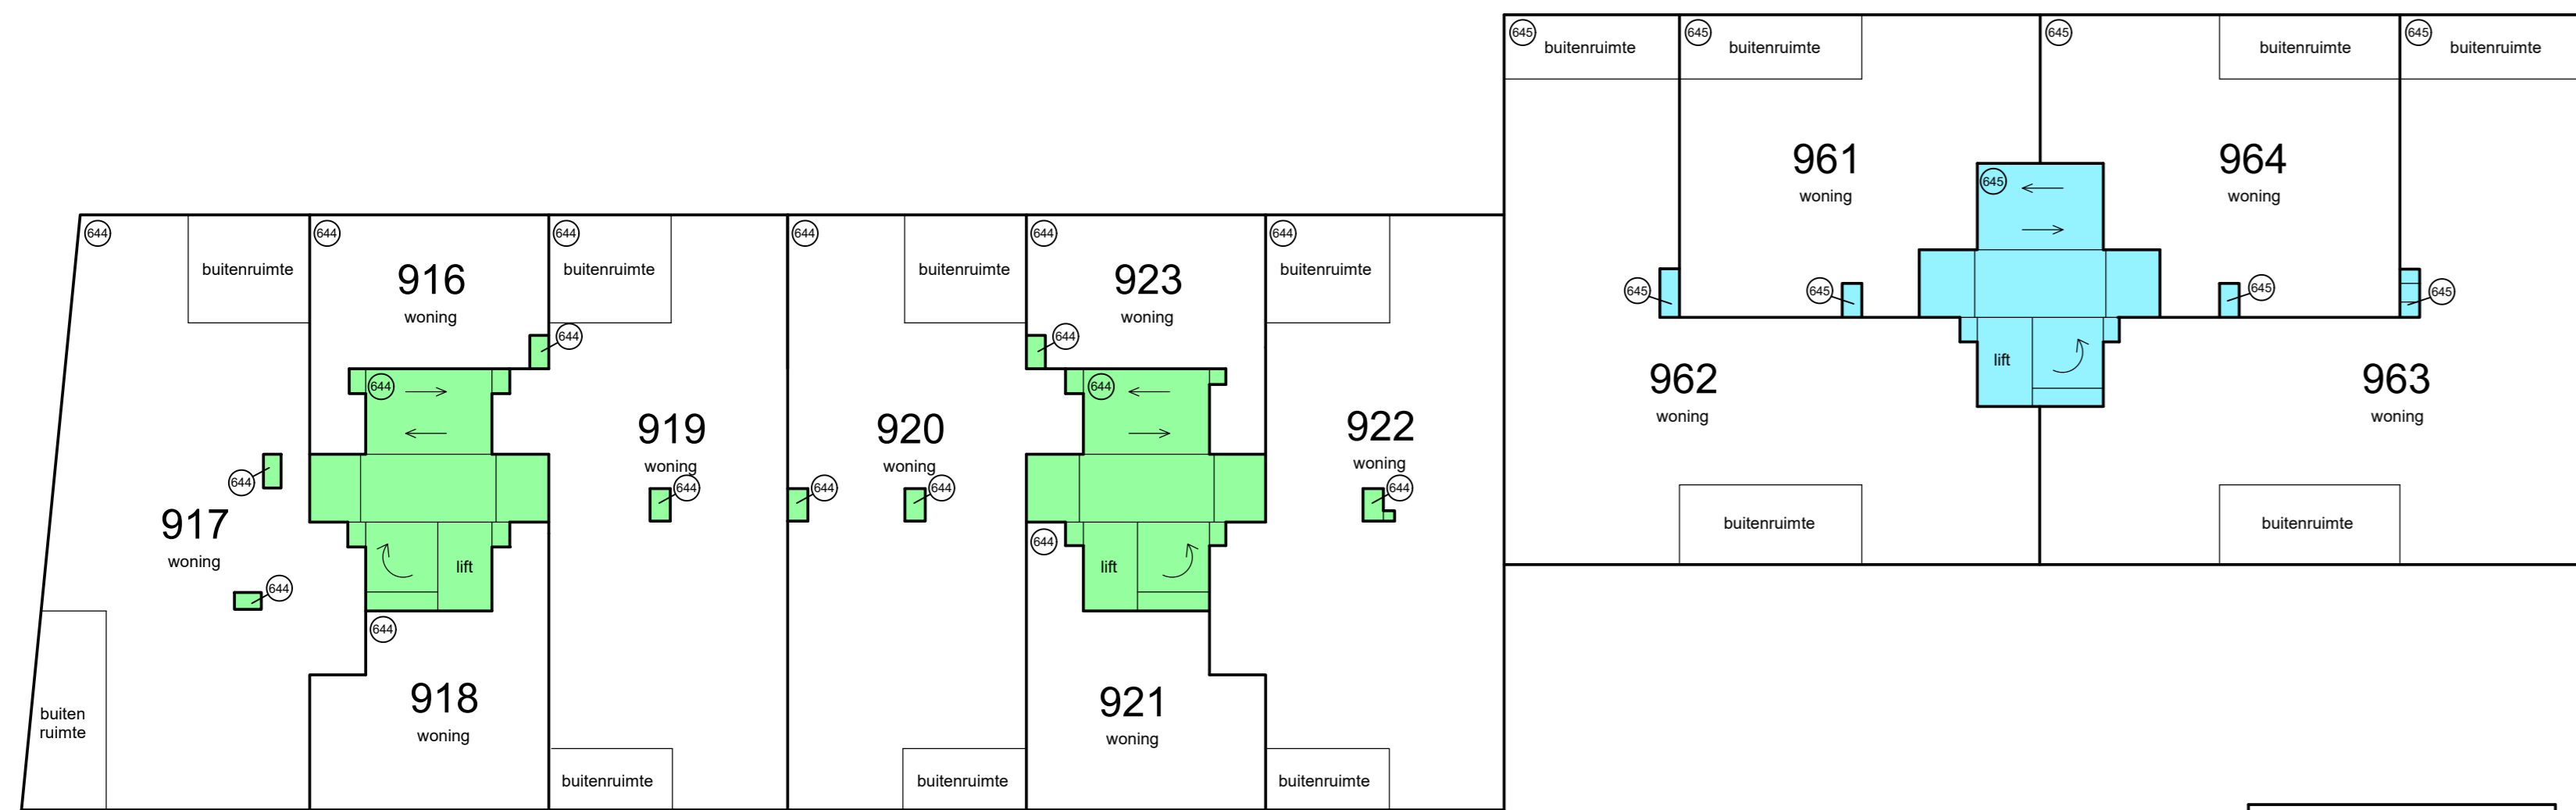 645
buitenruimte
645
buitenruimte
645
buitenruimte
645
buitenruimte
961
woning
964
woning
645
644
buitenruimte
644
916
woning
644
buitenruimte
644
buitenruimte
644
923
woning
644
buitenruimte
645
645
645
645
644
644
lift
962
woning
963
woning
644
644
919
woning
644
920
woning
644
644
922
woning
644
644
917
woning
buitenruimte
buitenruimte
644
lift
644
lift
644
644
buiten
ruimte
918
woning
921
woning
buitenruimte
buitenruimte
buitenruimte